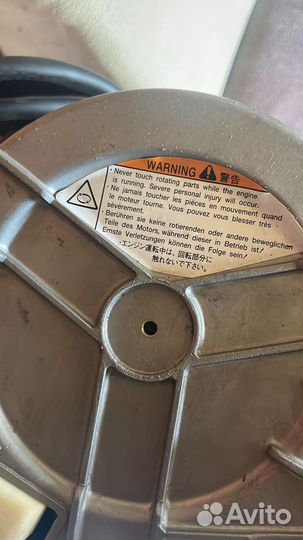 WARNING 警告
· Never touch rotating parts while the engine
is running. Severe personal injury will occur.
· Ne jamais toucher les pièces en mouvement quand
le moteur tourne. Vous pouvez vous blesser très
sévèrement.
· Berühren sie keine rotierenden oder andere beweglichen
Teile des Motors, während dieser in Betrieb ist!
Ernste Verletzungen können die Folge sein!
・エンジン運転中は、回転部分に
触れないで下さい。
Avito